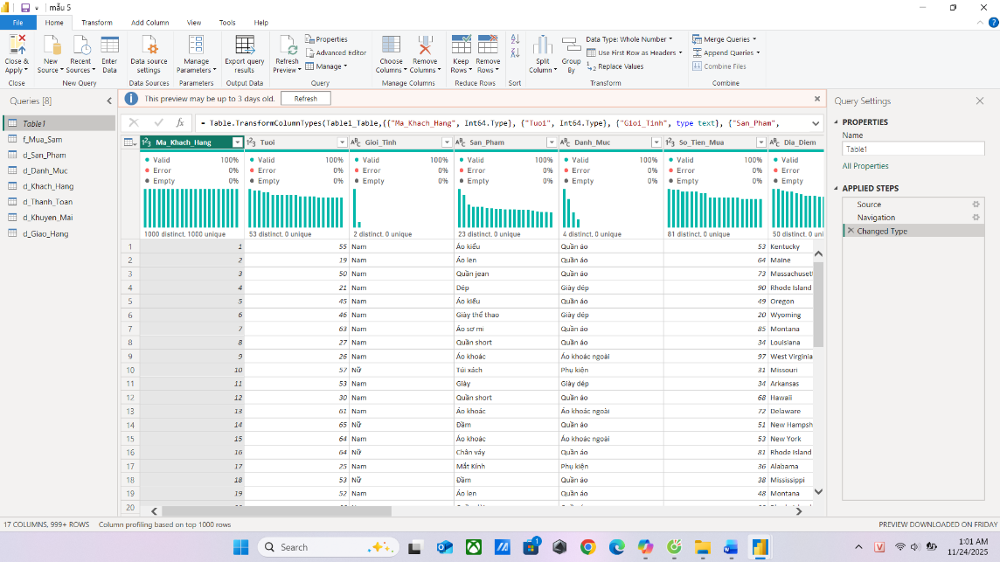 mẫu 5
File Home Transform Add Column View Tools Help
Close & Apply
New Source
Recent Sources
Enter Data
Data source settings
Manage Parameters
Export query results
Refresh Preview
Properties
Advanced Editor
Manage
Choose Columns
Remove Columns
Keep Rows
Remove Rows
Split Column
Group By
Data Type: Whole Number
Use First Row as Headers
Replace Values
Merge Queries
Append Queries
Combine Files
Close New Query Data Sources Parameters Output Data Query Manage Columns Reduce Rows Sort Transform Combine
Queries [8]
This preview may be up to 3 days old. Refresh
Table1
f_Mua_Sam
d_San_Pham
d_Danh_Muc
d_Khach_Hang
d_Thanh_Toan
d_Khuyen_Mai
d_Giao_Hang
fx = Table.TransformColumnTypes(Table1_Table,{{"Ma_Khach_Hang", Int64.Type}, {"Tuoi", Int64.Type}, {"Gioi_Tinh", type text}, {"San_Pham",
Ma_Khach_Hang Tuoi Gioi_Tinh San_Pham Danh_Muc So_Tien_Mua Dia_Diem
Valid 100% Valid 100% Valid 100% Valid 100% Valid 100% Valid 100% Valid
Error 0% Error 0% Error 0% Error 0% Error 0% Error 0% Error
Empty 0% Empty 0% Empty 0% Empty 0% Empty 0% Empty 0% Empty
1000 distinct, 1000 unique 53 distinct, 0 unique 2 distinct, 0 unique 23 distinct, 0 unique 4 distinct, 0 unique 81 distinct, 0 unique 50 distinct, 0 uni
1 1 55 Nam Áo kiểu Quần áo 53 Kentucky
2 2 19 Nam Áo len Quần áo 64 Maine
3 3 50 Nam Quần jean Quần áo 73 Massachuset
4 4 21 Nam Dép Giày dép 90 Rhode Island
5 5 45 Nam Áo kiểu Quần áo 49 Oregon
6 6 46 Nam Giày thể thao Giày dép 20 Wyoming
7 7 63 Nam Áo sơ mi Quần áo 85 Montana
8 8 27 Nam Quần short Quần áo 34 Louisiana
9 9 26 Nam Áo khoác Áo khoác ngoài 97 West Virginia
10 10 57 Nữ Túi xách Phụ kiện 31 Missouri
11 11 53 Nam Giày Giày dép 34 Arkansas
12 12 30 Nam Quần short Quần áo 68 Hawaii
13 13 61 Nam Áo khoác Áo khoác ngoài 72 Delaware
14 14 65 Nữ Đầm Quần áo 51 New Hampsh
15 15 64 Nam Áo khoác Áo khoác ngoài 53 New York
16 16 64 Nữ Chân váy Quần áo 81 Rhode Island
17 17 25 Nam Mắt Kính Phụ kiện 36 Alabama
18 18 53 Nữ Đầm Quần áo 38 Mississippi
19 19 52 Nam Áo len Quần áo 48 Montana
20
Query Settings
PROPERTIES
Name
Table1
All Properties
APPLIED STEPS
Source
Navigation
Changed Type
17 COLUMNS, 999+ ROWS Column profiling based on top 1000 rows PREVIEW DOWNLOADED ON FRIDAY
Search
1:01 AM
11/24/2025